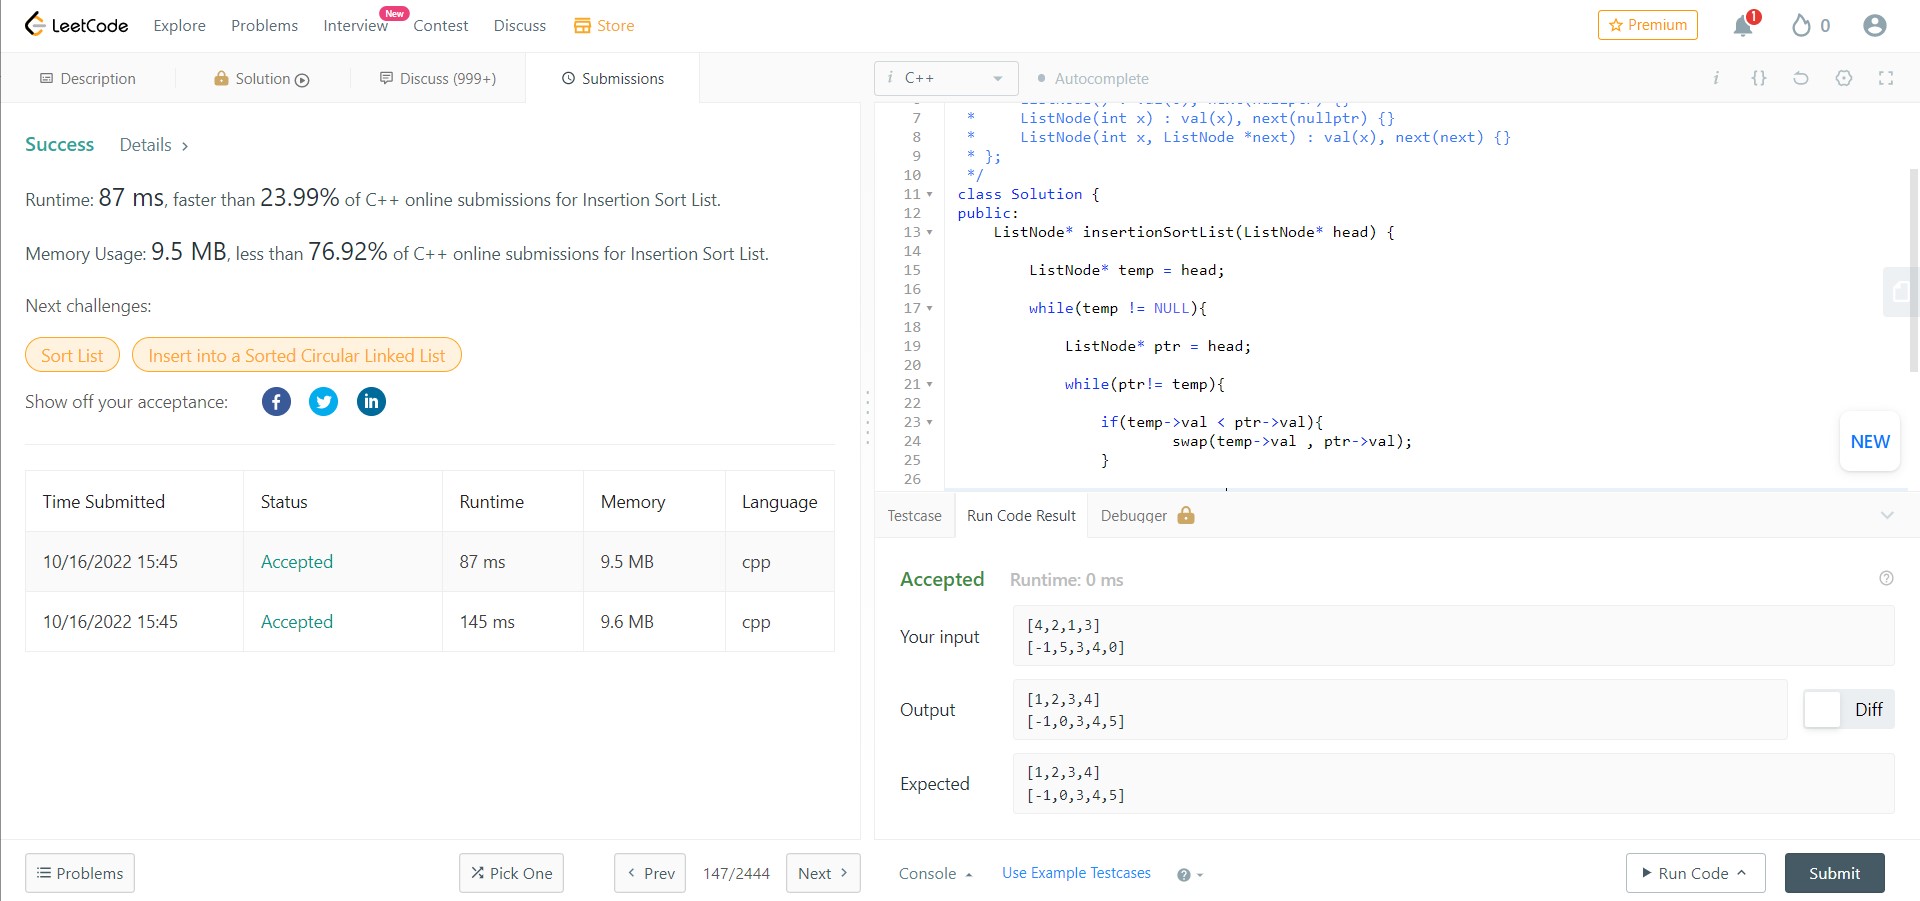 LeetCode Explore Problems Interview New Contest Discuss Store Premium 1 0
Description Solution Discuss (999+) Submissions
Success Details >
Runtime: 87 ms, faster than 23.99% of C++ online submissions for Insertion Sort List.
Memory Usage: 9.5 MB, less than 76.92% of C++ online submissions for Insertion Sort List.
Next challenges:
Sort List Insert into a Sorted Circular Linked List
Show off your acceptance:
Time Submitted Status Runtime Memory Language
10/16/2022 15:45 Accepted 87 ms 9.5 MB cpp
10/16/2022 15:45 Accepted 145 ms 9.6 MB cpp
Problems Pick One < Prev 147/2444 Next >
i C++ Autocomplete i {}
7 * ListNode(int x) : val(x), next(nullptr) {}
8 * ListNode(int x, ListNode *next) : val(x), next(next) {}
9 * };
10 */
11 class Solution {
12 public:
13 ListNode* insertionSortList(ListNode* head) {
14
15 ListNode* temp = head;
16
17 while(temp != NULL){
18
19 ListNode* ptr = head;
20
21 while(ptr!= temp){
22
23 if(temp->val < ptr->val){
24 swap(temp->val , ptr->val);
25 }
26
NEW
Testcase Run Code Result Debugger
Accepted Runtime: 0 ms
Your input
[4,2,1,3]
[-1,5,3,4,0]
Output
[1,2,3,4]
[-1,0,3,4,5]
Diff
Expected
[1,2,3,4]
[-1,0,3,4,5]
Console Use Example Testcases Run Code Submit